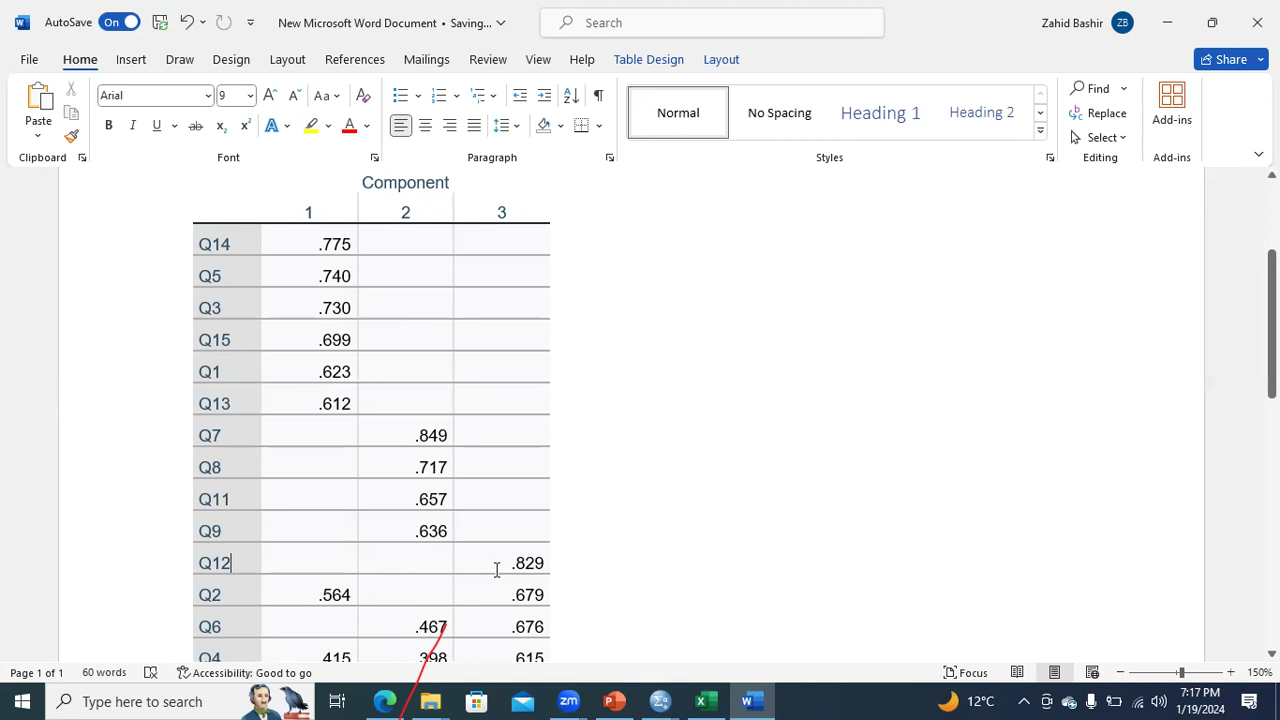 AutoSave On New Microsoft Word Document • Saving... Search Zahid Bashir ZB
File Home Insert Draw Design Layout References Mailings Review View Help Table Design Layout Share
Paste Arial 9 Aa Normal No Spacing Heading 1 Heading 2 Find Replace Select Add-ins
Clipboard Font Paragraph Styles Editing Add-ins
Component
1 2 3
Q14 .775
Q5 .740
Q3 .730
Q15 .699
Q1 .623
Q13 .612
Q7 .849
Q8 .717
Q11 .657
Q9 .636
Q12 .829
Q2 .564 .679
Q6 .467 .676
Q4 .415 .398 .615
Page 1 of 1 60 words Accessibility: Good to go Focus 150%
Type here to search 12°C 7:17 PM
1/19/2024